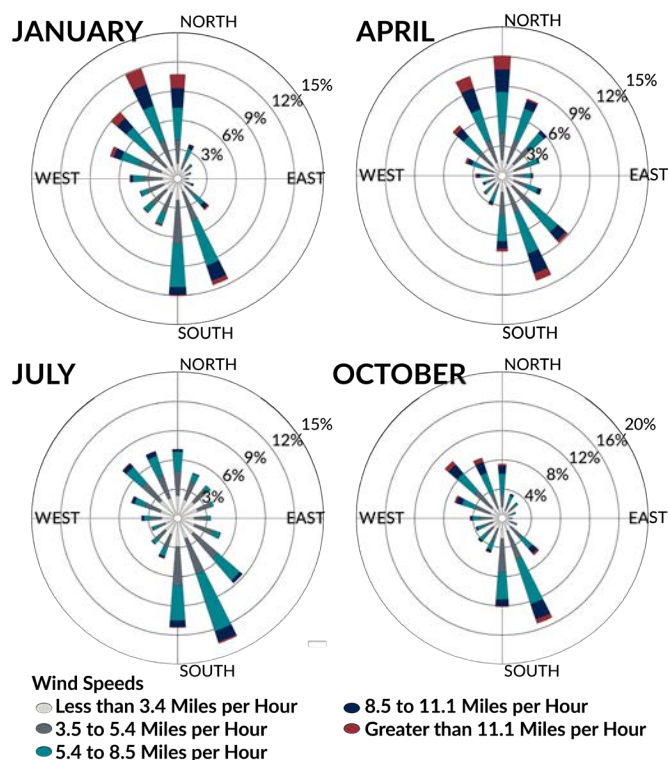 JANUARY
NORTH
15%
12%
9%
6%
3%
WEST
EAST
SOUTH
APRIL
NORTH
15%
12%
9%
6%
3%
WEST
EAST
SOUTH
JULY
NORTH
15%
12%
9%
6%
3%
WEST
EAST
SOUTH
OCTOBER
NORTH
20%
16%
12%
8%
4%
WEST
EAST
SOUTH
Wind Speeds
Less than 3.4 Miles per Hour
3.5 to 5.4 Miles per Hour
5.4 to 8.5 Miles per Hour
8.5 to 11.1 Miles per Hour
Greater than 11.1 Miles per Hour